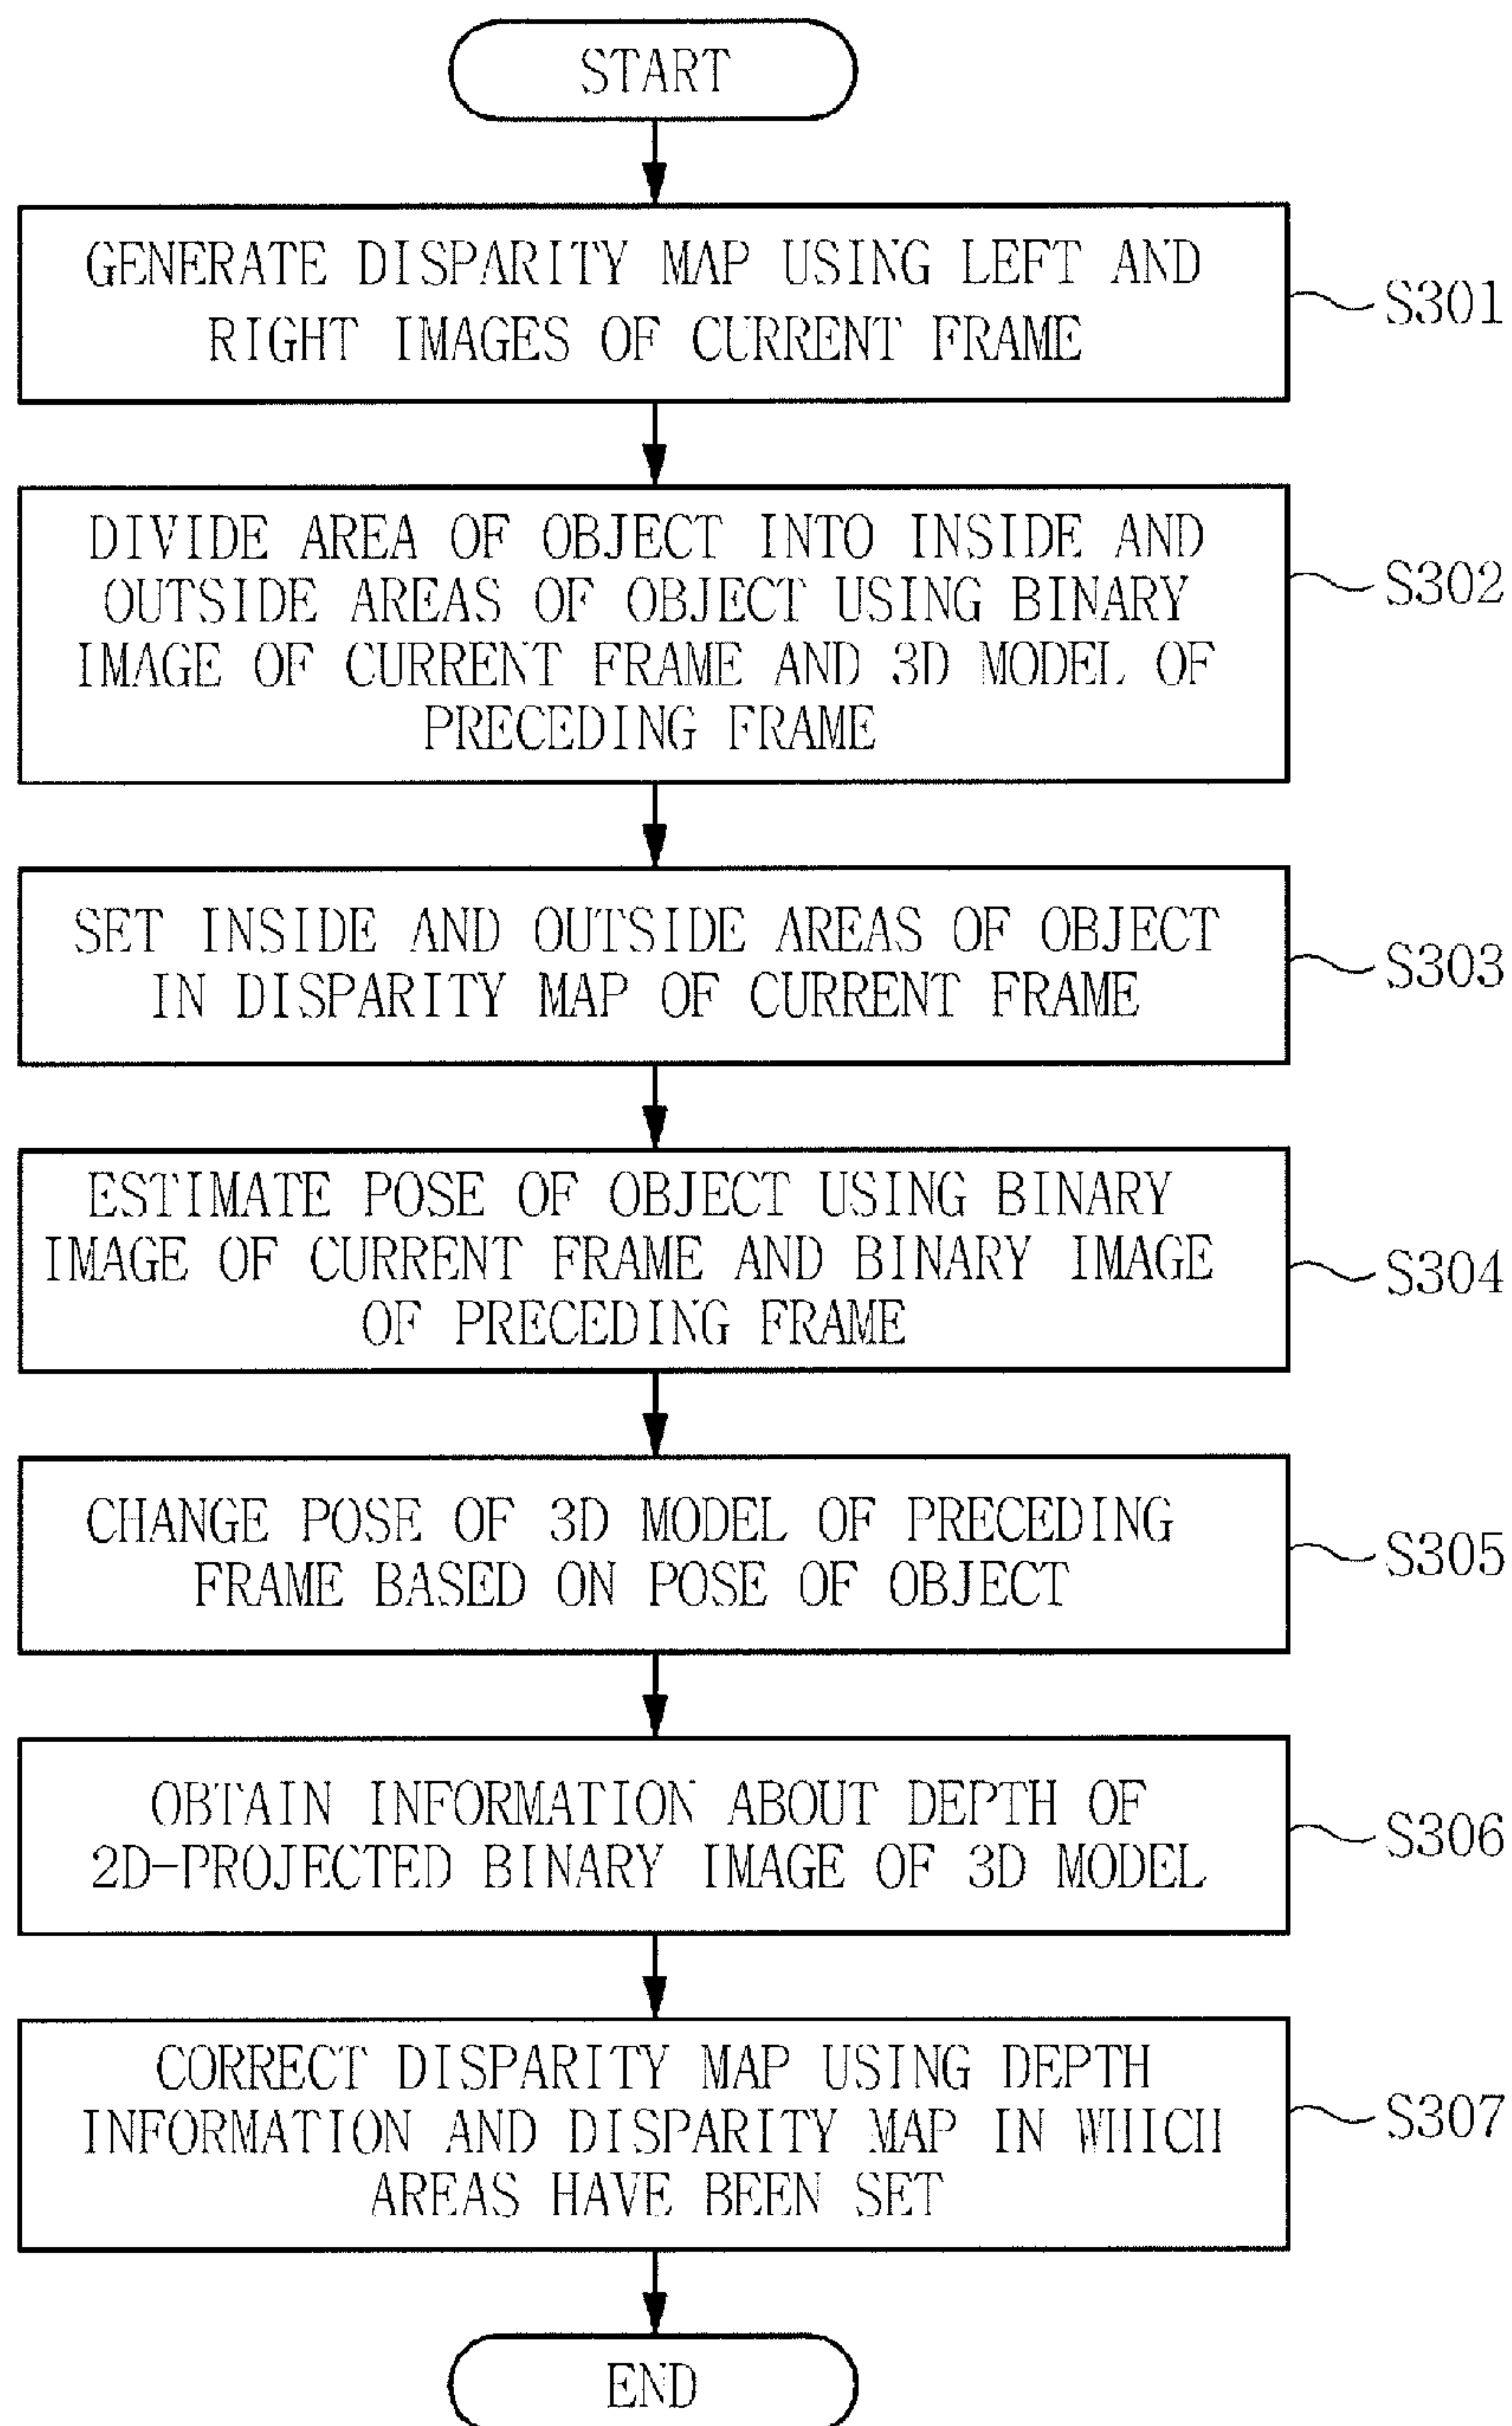 START
GENERATE DISPARITY MAP USING LEFT AND
RIGHT IMAGES OF CURRENT FRAME
S301
DIVIDE AREA OF OBJECT INTO INSIDE AND
OUTSIDE AREAS OF OBJECT USING BINARY
IMAGE OF CURRENT FRAME AND 3D MODEL OF
PRECEDING FRAME
S302
SET INSIDE AND OUTSIDE AREAS OF OBJECT
IN DISPARITY MAP OF CURRENT FRAME
S303
ESTIMATE POSE OF OBJECT USING BINARY
IMAGE OF CURRENT FRAME AND BINARY IMAGE
OF PRECEDING FRAME
S304
CHANGE POSE OF 3D MODEL OF PRECEDING
FRAME BASED ON POSE OF OBJECT
S305
OBTAIN INFORMATION ABOUT DEPTH OF
2D-PROJECTED BINARY IMAGE OF 3D MODEL
S306
CORRECT DISPARITY MAP USING DEPTH
INFORMATION AND DISPARITY MAP IN WHICH
AREAS HAVE BEEN SET
S307
END